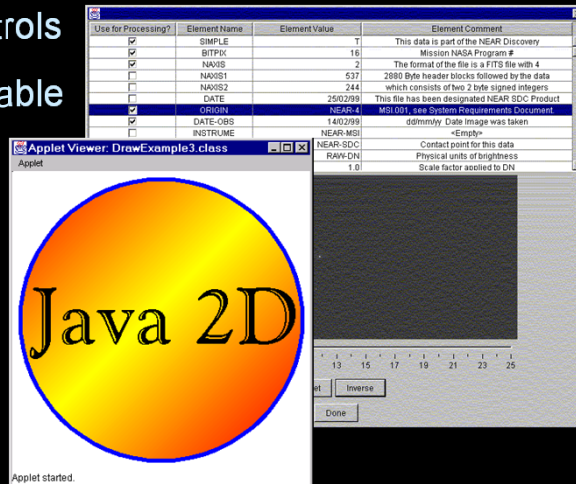 trols
able
Use for Processing? Element Name Element Value Element Comment
SIMPLE T This data is part of the NEAR Discovery
BITPIX 16 Mission NASA Program #
NAXIS 2 The format of the file is a FITS file with 4
NAXIS1 537 2880 Byte header blocks followed by the data
NAXIS2 244 which consists of two 2 byte signed integers
DATE 25/02/99 This file has been designated NEAR SDC Product
ORIGIN NEAR-4 MSI.001, see System Requirements Document.
DATE-OBS 14/02/99 dd/mm/yy Date Image was taken
INSTRUME NEAR-MSI <Empty>
NEAR-SDC Contact point for this data
RAW-DN Physical units of brightness
1.0 Scale factor applied to DN
Applet Viewer: DrawExample3.class
Applet
Java 2D
13 15 17 19 21 23 25
et Inverse
Done
Applet started.